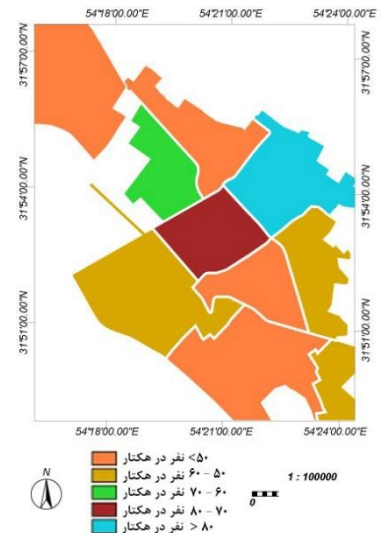 54°18'00.00"E 54°21'00.00"E 54°24'00.00"E
31°57'00.00"N 31°57'0.00"N
31°54'00.00"N 31°54'00.00"N
31°51'00.00"N 31°51'00.00"N
54°18'00.00"E 54°21'00.00"E 54°24'00.00"E
<۵۰ نفر در هکتار
۶۰ - ۵۰ نفر در هکتار
۷۰ - ۶۰ نفر در هکتار
۸۰ - ۷۰ نفر در هکتار
> ۸۰ نفر در هکتار
N
1 : 100000
0